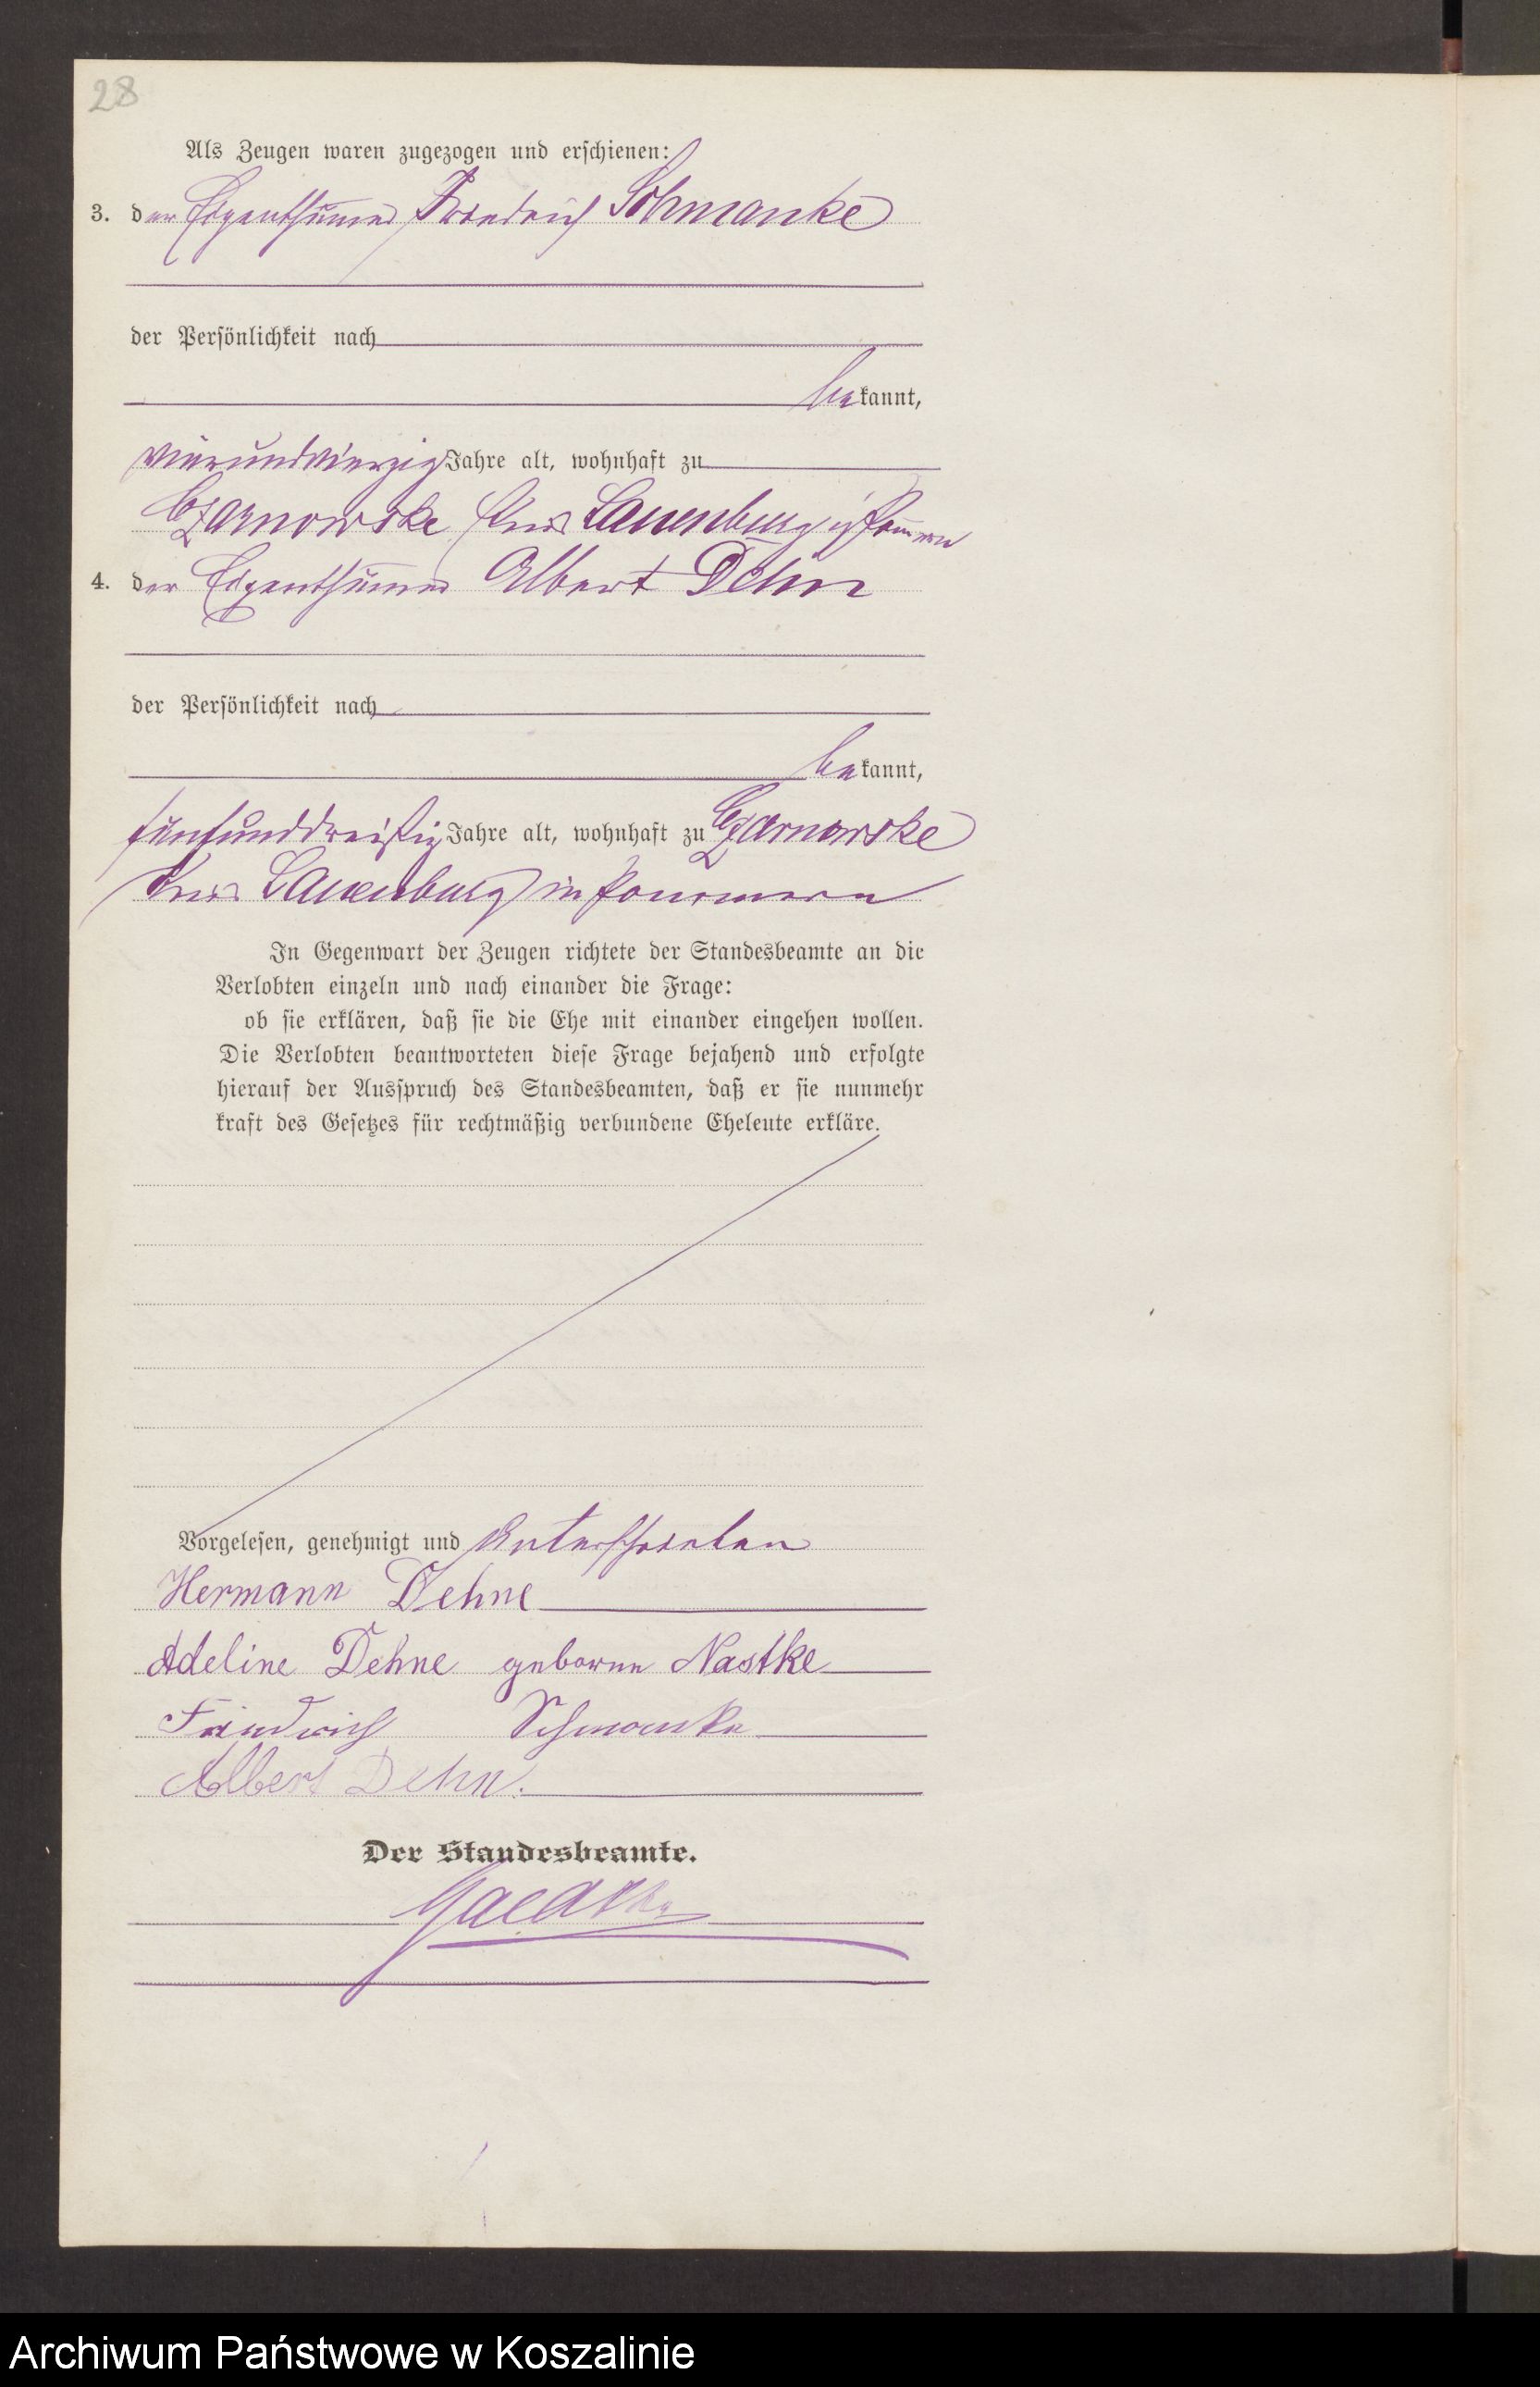 28
Als Zeugen waren zugezogen und erschienen:
3. der Eigenthümer Friedrich Schmanke
der Persönlichkeit nach
bekannt,
vierundvierzig Jahre alt, wohnhaft zu
Czarnowske Kreis Lauenburg i/ Pommern
4. der Eigenthümer Albert Dehn
der Persönlichkeit nach
bekannt,
fünfunddreißig Jahre alt, wohnhaft zu Czarnowske
Kreis Lauenburg in Pommern
In Gegenwart der Zeugen richtete der Standesbeamte an die
Verlobten einzeln und nach einander die Frage:
ob sie erklären, daß sie die Ehe mit einander eingehen wollen.
Die Verlobten beantworteten diese Frage bejahend und erfolgte
hierauf der Ausspruch des Standesbeamten, daß er sie nunmehr
kraft des Gesetzes für rechtmäßig verbundene Eheleute erkläre.
Vorgelesen, genehmigt und unterschrieben
Hermann Dehne
Adeline Dehne geborne Nastke
Friedrich Schmanke
Albert Dehn.
Der Standesbeamte.
Archiwum Państwowe w Koszalinie